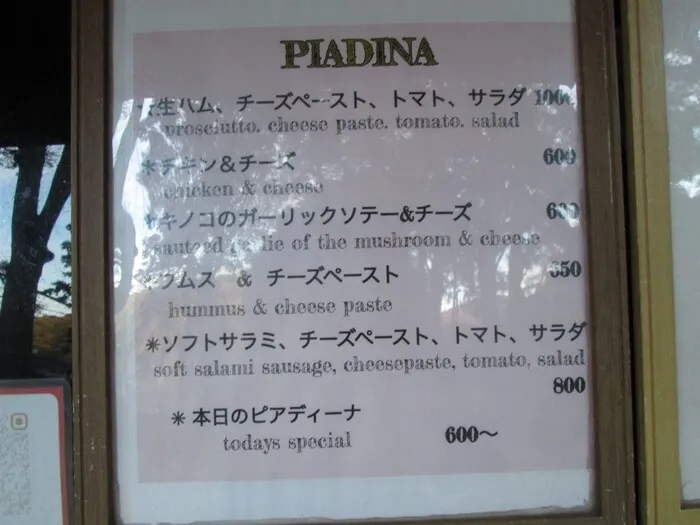 PIADINA
生ハム、チーズペースト、トマト、サラダ
prosciutto. cheese paste. tomato. salad
*チキン&チーズ 600
chicken & cheese
*キノコのガーリックソテー&チーズ
sauteed garlic of the mushroom & cheese
フムス & チーズペースト 650
hummus & cheese paste
*ソフトサラミ、チーズペースト、トマト、サラダ
soft salami sausage, cheesepaste, tomato, salad
800
* 本日のピアディーナ
todays special 600〜